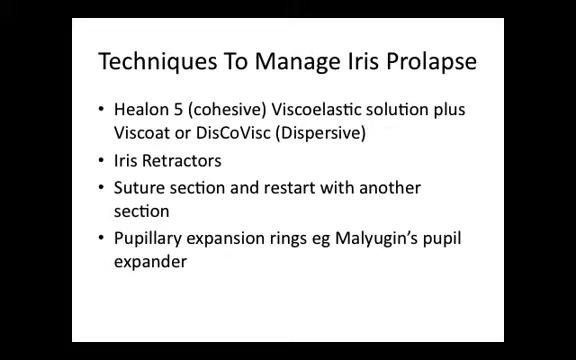 Techniques To Manage Iris Prolapse
• Healon 5 (cohesive) Viscoelastic solution plus
Viscoat or DisCoVisc (Dispersive)
• Iris Retractors
• Suture section and restart with another
section
• Pupillary expansion rings eg Malyugin's pupil
expander